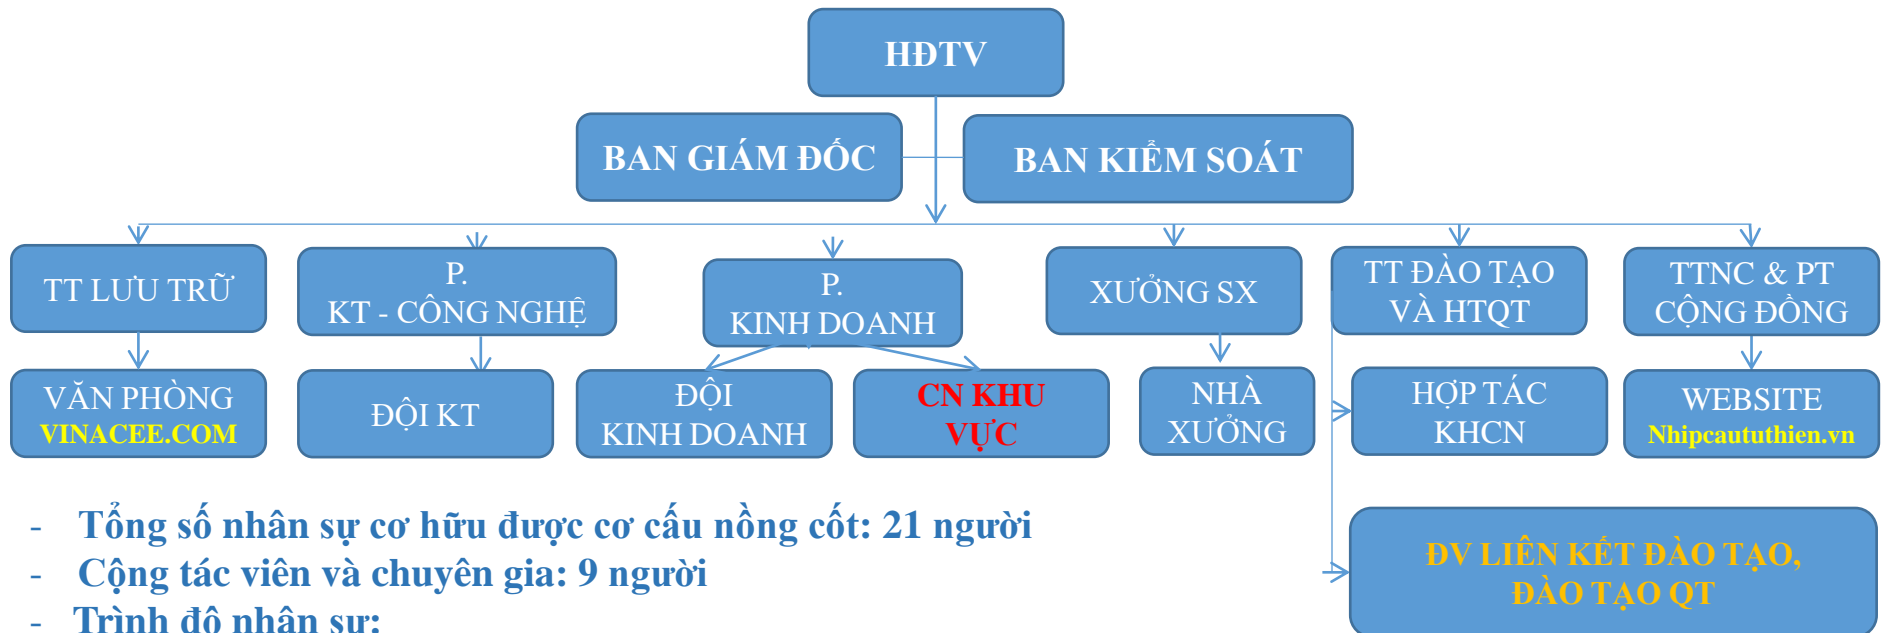 HĐTV
BAN GIÁM ĐỐC
BAN KIỂM SOÁT
TT LƯU TRỮ
P.
KT - CÔNG NGHỆ
P.
KINH DOANH
XƯỞNG SX
TT ĐÀO TẠO
VÀ HTQT
TTNC & PT
CỘNG ĐỒNG
VĂN PHÒNG
VINACEE.COM
ĐỘI KT
ĐỘI
KINH DOANH
CN KHU
VỰC
NHÀ
XƯỞNG
HỢP TÁC
KHCN
WEBSITE
Nhipcaututhien.vn
ĐV LIÊN KẾT ĐÀO TẠO,
ĐÀO TẠO QT
- Tổng số nhân sự cơ hữu được cơ cấu nồng cốt: 21 người
- Cộng tác viên và chuyên gia: 9 người
- Trình độ nhân sự: